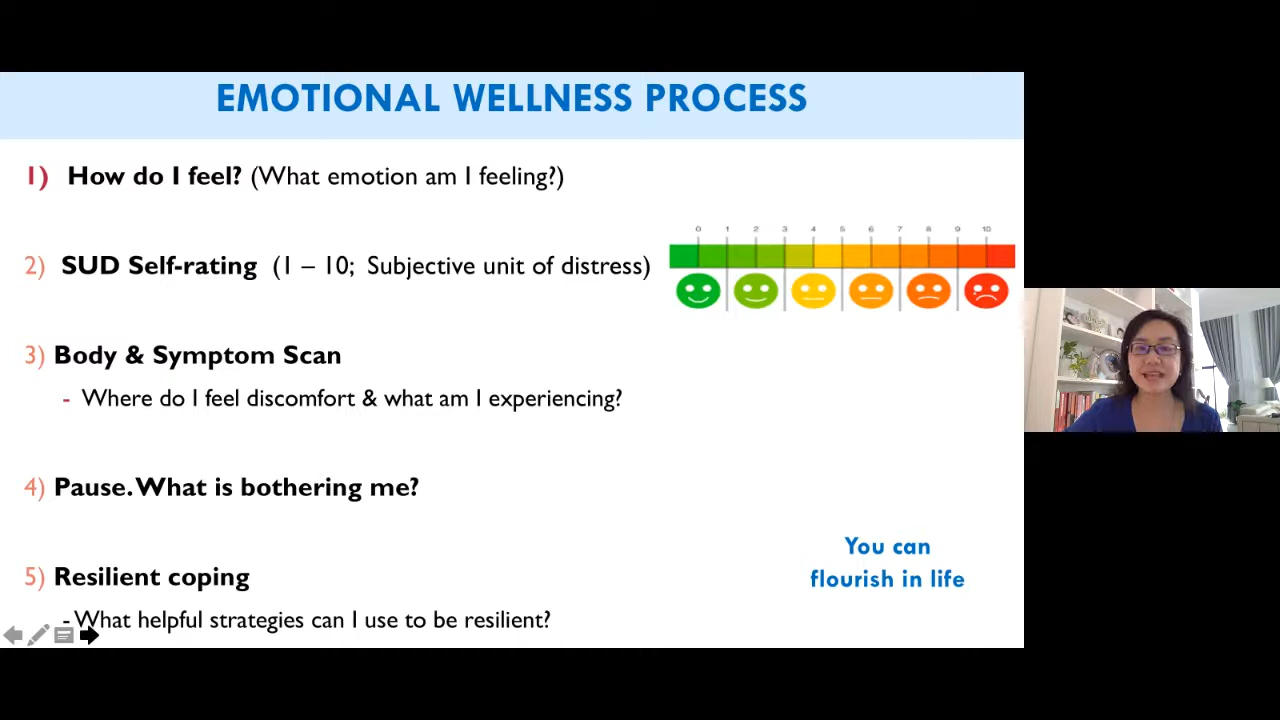 EMOTIONAL WELLNESS PROCESS
1) How do I feel? (What emotion am I feeling?)
2) SUD Self-rating (1 – 10; Subjective unit of distress)
0 1 2 3 4 5 6 7 8 9 10
3) Body & Symptom Scan
- Where do I feel discomfort & what am I experiencing?
4) Pause. What is bothering me?
You can
flourish in life
5) Resilient coping
- What helpful strategies can I use to be resilient?